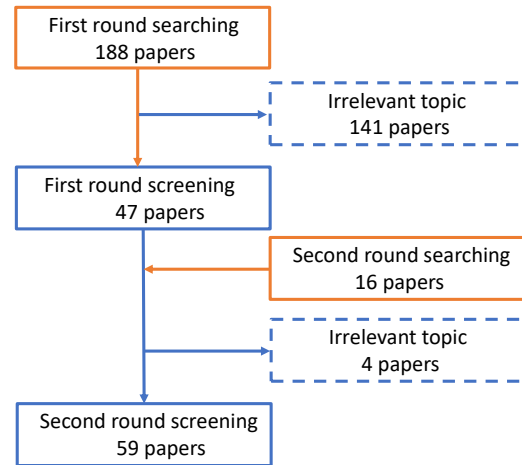 First round searching
188 papers
Irrelevant topic
141 papers
First round screening
47 papers
Second round searching
16 papers
Irrelevant topic
4 papers
Second round screening
59 papers